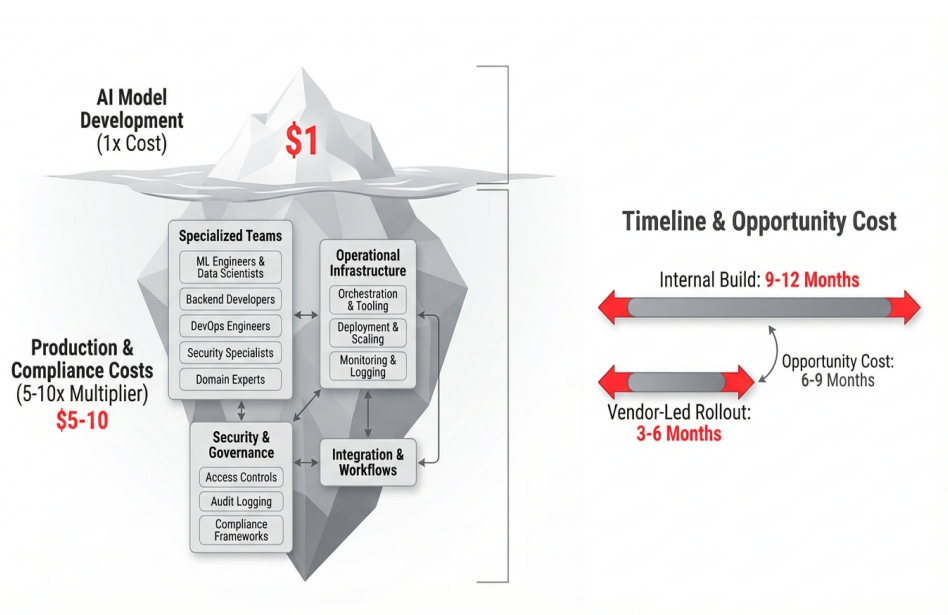 AI Model
Development
(1x Cost)
$1
Production &
Compliance Costs
(5-10x Multiplier)
$5-10
Specialized Teams
ML Engineers &
Data Scientists
Backend Developers
DevOps Engineers
Security Specialists
Domain Experts
Operational
Infrastructure
Orchestration
& Tooling
Deployment &
Scaling
Monitoring &
Logging
Security &
Governance
Access Controls
Audit Logging
Compliance
Frameworks
Integration &
Workflows
Timeline & Opportunity Cost
Internal Build: 9-12 Months
Opportunity Cost:
6-9 Months
Vendor-Led Rollout:
3-6 Months